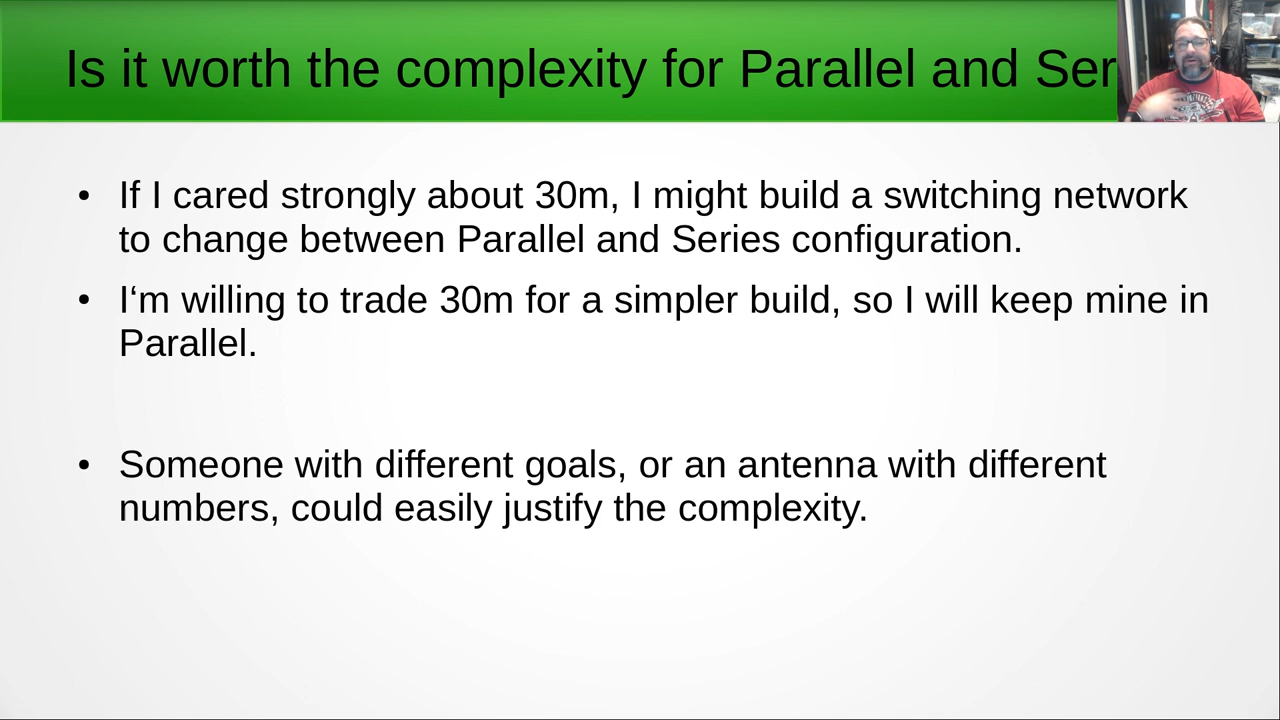 Is it worth the complexity for Parallel and Ser
• If I cared strongly about 30m, I might build a switching network
to change between Parallel and Series configuration.
• I‘m willing to trade 30m for a simpler build, so I will keep mine in
Parallel.
• Someone with different goals, or an antenna with different
numbers, could easily justify the complexity.